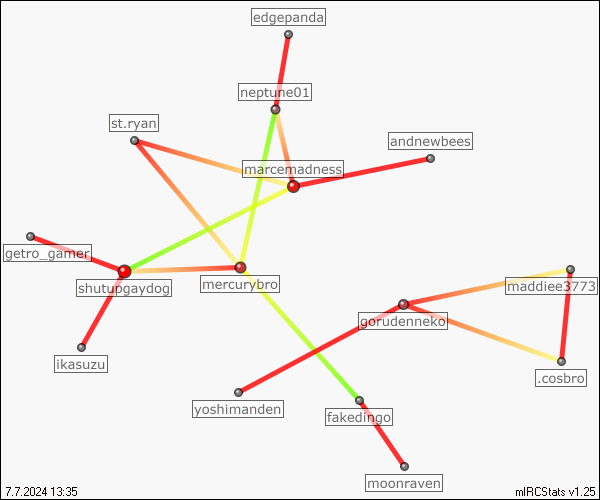 edgepanda
neptune01
st.ryan
andnewbees
marcemadness
getro_gamer
shutupgaydog
mercurybro
maddiee3773
gorudenneko
ikasuzu
.cosbro
yoshimanden
fakedingo
moonraven
7.7.2024 13:35
mIRCStats v1.25